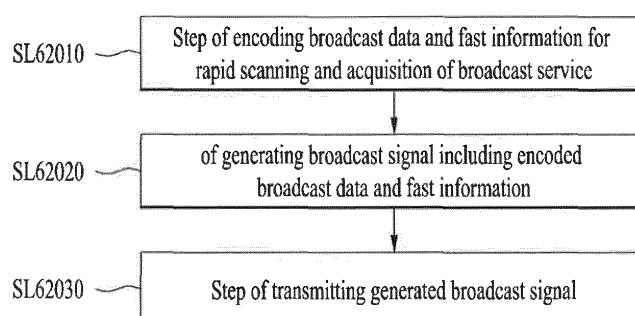 SL62010
Step of encoding broadcast data and fast information for
rapid scanning and acquisition of broadcast service
SL62020
of generating broadcast signal including encoded
broadcast data and fast information
SL62030
Step of transmitting generated broadcast signal